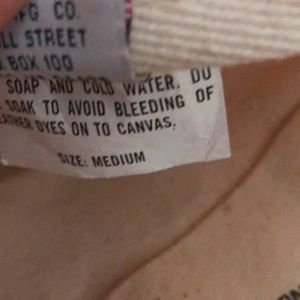 MFG CO.
LL STREET
BOX 100
SOAP AND COLD WATER. DO
SOAK TO AVOID BLEEDING OF
LEATHER DYES ON TO CANVAS.
SIZE: MEDIUM